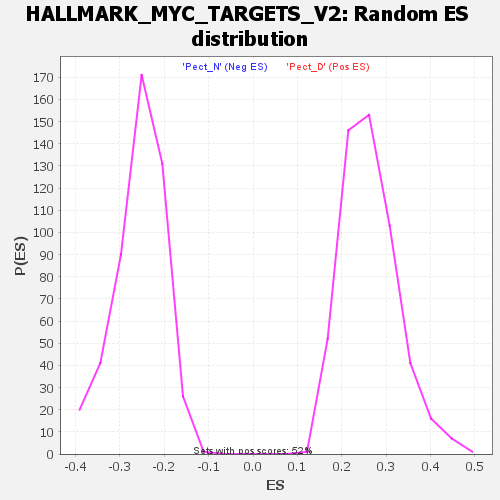 HALLMARK_MYC_TARGETS_V2: Random ES
distribution
'Pect_N' (Neg ES) 'Pect_D' (Pos ES)
P(ES)
170
160
150
140
130
120
110
100
90
80
70
60
50
40
30
20
10
0
Sets with pos scores: 52%
-0.4 -0.3 -0.2 -0.1 0.0 0.1 0.2 0.3 0.4 0.5
ES